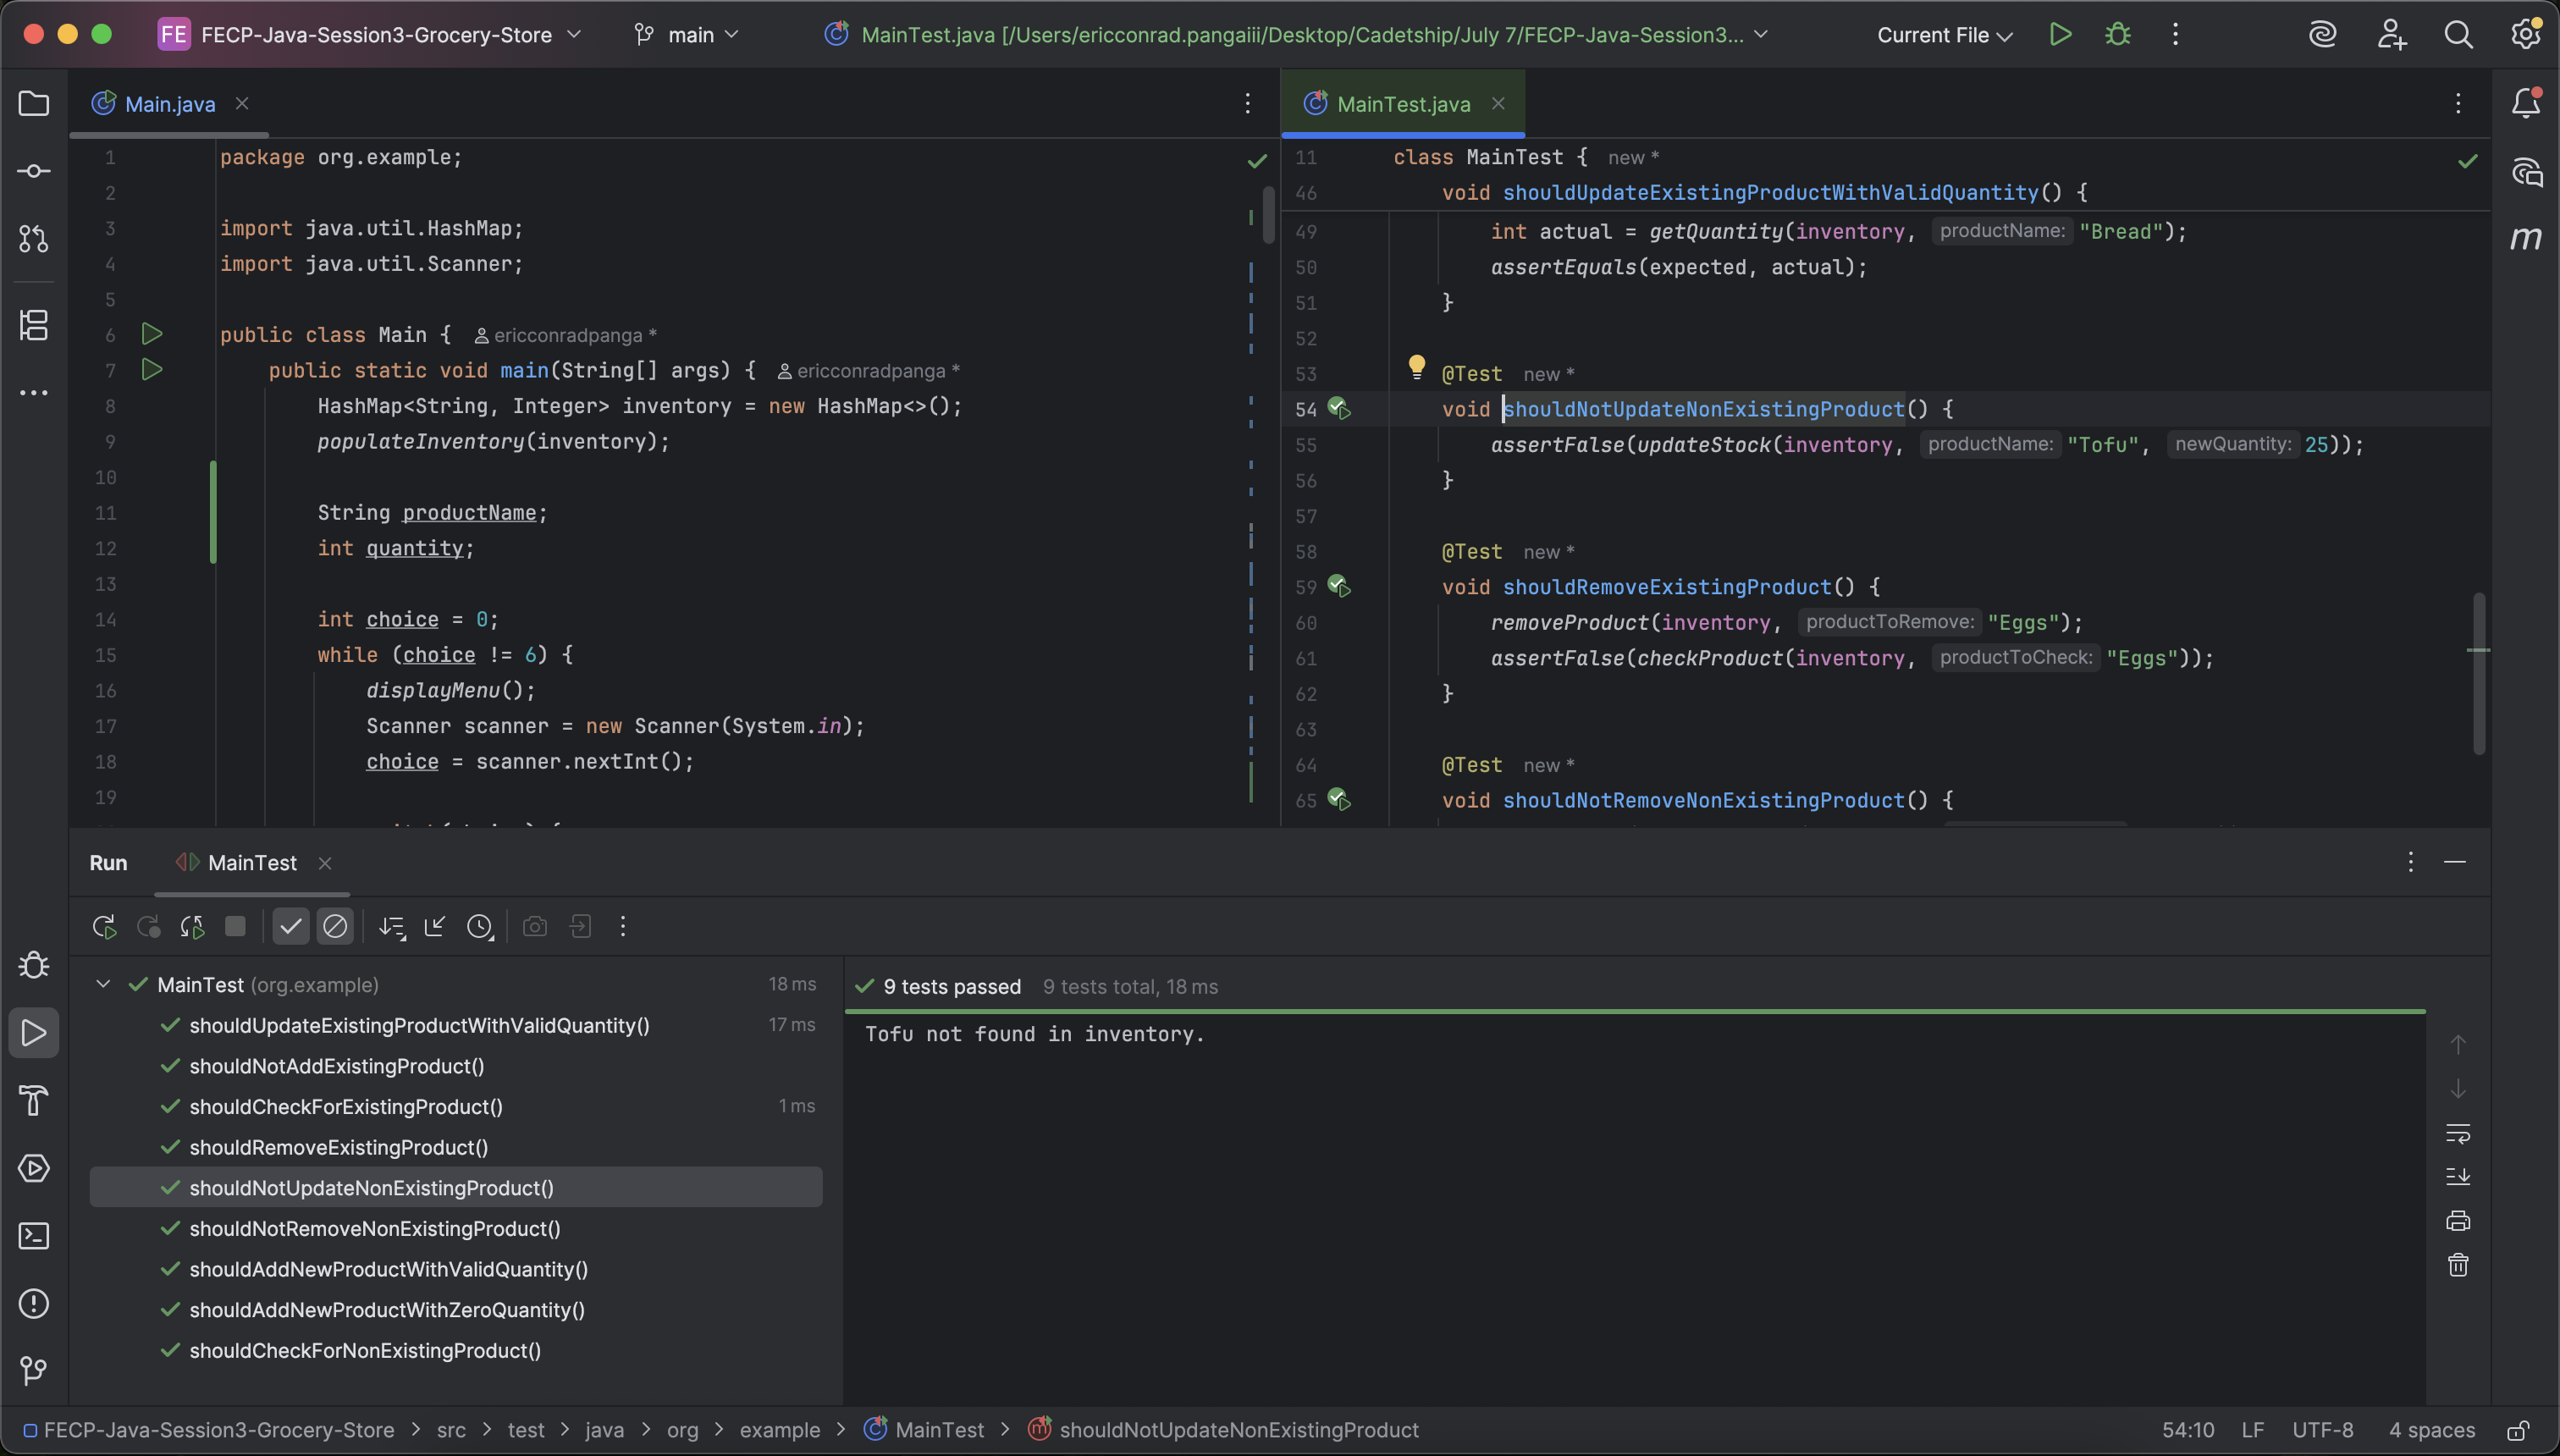 FE FECP-Java-Session3-Grocery-Store main MainTest.java [/Users/ericconrad.pangaiii/Desktop/Cadetship/July 7/FECP-Java-Session3... Current File
Main.java
1 package org.example;
2
3 import java.util.HashMap;
4 import java.util.Scanner;
5
6 public class Main { ericconradpanga *
7 public static void main(String[] args) { ericconradpanga *
8 HashMap<String, Integer> inventory = new HashMap<>();
9 populateInventory(inventory);
10
11 String productName;
12 int quantity;
13
14 int choice = 0;
15 while (choice != 6) {
16 displayMenu();
17 Scanner scanner = new Scanner(System.in);
18 choice = scanner.nextInt();
19
MainTest.java
11 class MainTest { new *
46 void shouldUpdateExistingProductWithValidQuantity() {
49 int actual = getQuantity(inventory, productName: "Bread");
50 assertEquals(expected, actual);
51 }
52
53 @Test new *
54 void shouldNotUpdateNonExistingProduct() {
55 assertFalse(updateStock(inventory, productName: "Tofu", newQuantity: 25));
56 }
57
58 @Test new *
59 void shouldRemoveExistingProduct() {
60 removeProduct(inventory, productToRemove: "Eggs");
61 assertFalse(checkProduct(inventory, productToCheck: "Eggs"));
62 }
63
64 @Test new *
65 void shouldNotRemoveNonExistingProduct() {
m
Run MainTest
MainTest (org.example) 18 ms
shouldUpdateExistingProductWithValidQuantity() 17 ms
shouldNotAddExistingProduct()
shouldCheckForExistingProduct() 1 ms
shouldRemoveExistingProduct()
shouldNotUpdateNonExistingProduct()
shouldNotRemoveNonExistingProduct()
shouldAddNewProductWithValidQuantity()
shouldAddNewProductWithZeroQuantity()
shouldCheckForNonExistingProduct()
9 tests passed 9 tests total, 18 ms
Tofu not found in inventory.
FECP-Java-Session3-Grocery-Store > src > test > java > org > example > MainTest > shouldNotUpdateNonExistingProduct 54:10 LF UTF-8 4 spaces